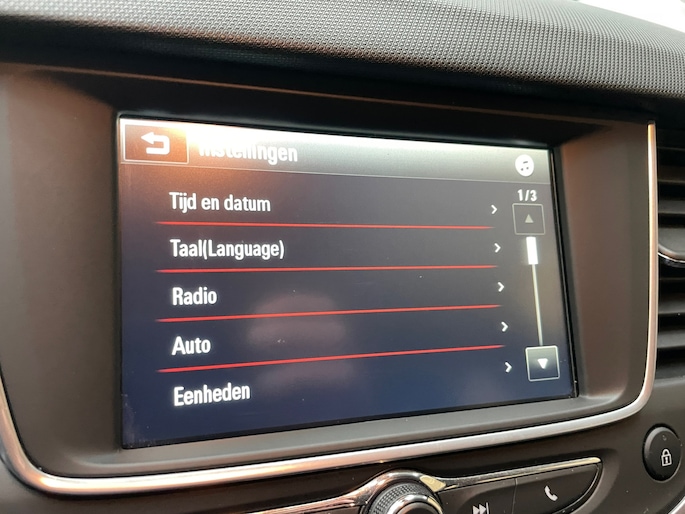 Instellingen
1/3
Tijd en datum
Taal(Language)
Radio
Auto
Eenheden